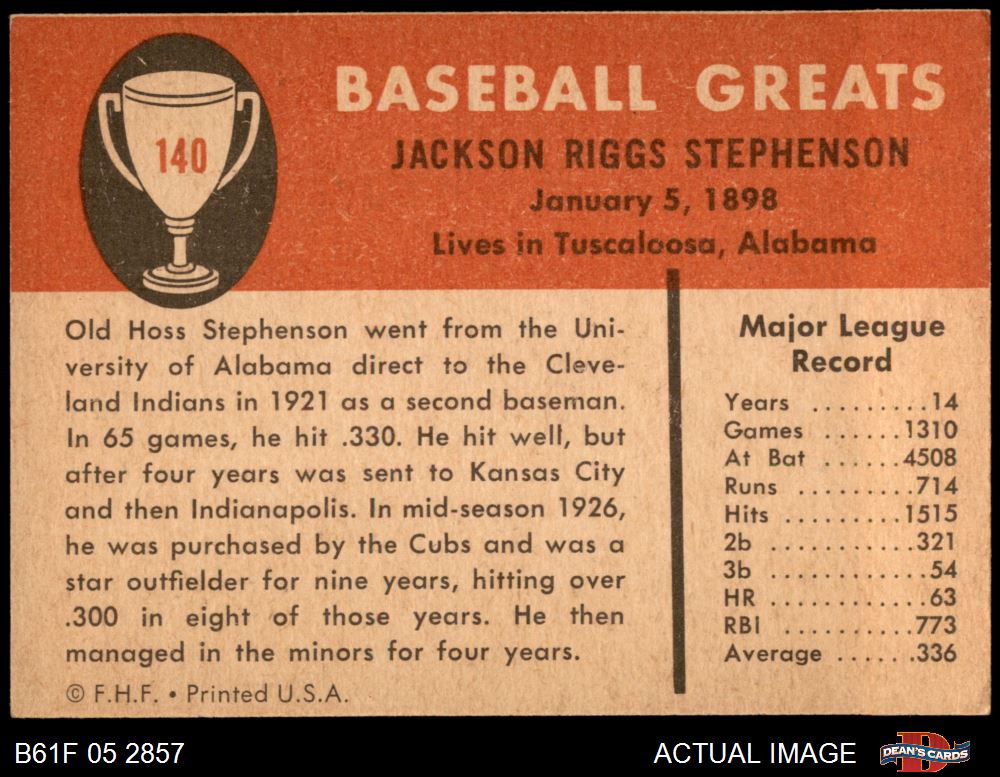 140
BASEBALL GREATS
JACKSON RIGGS STEPHENSON
January 5, 1898
Lives in Tuscaloosa, Alabama
Old Hoss Stephenson went from the Uni-
versity of Alabama direct to the Cleve-
land Indians in 1921 as a second baseman.
In 65 games, he hit .330. He hit well, but
after four years was sent to Kansas City
and then Indianapolis. In mid-season 1926,
he was purchased by the Cubs and was a
star outfielder for nine years, hitting over
.300 in eight of those years. He then
managed in the minors for four years.
© F.H.F. • Printed U.S.A.
Major League
Record
Years .........14
Games ......1310
At Bat ......4508
Runs .........714
Hits .........1515
2b ...........321
3b ............54
HR ............63
RBI ..........773
Average ......336
B61F 05 2857
ACTUAL IMAGE
D
DEAN'S CARDS